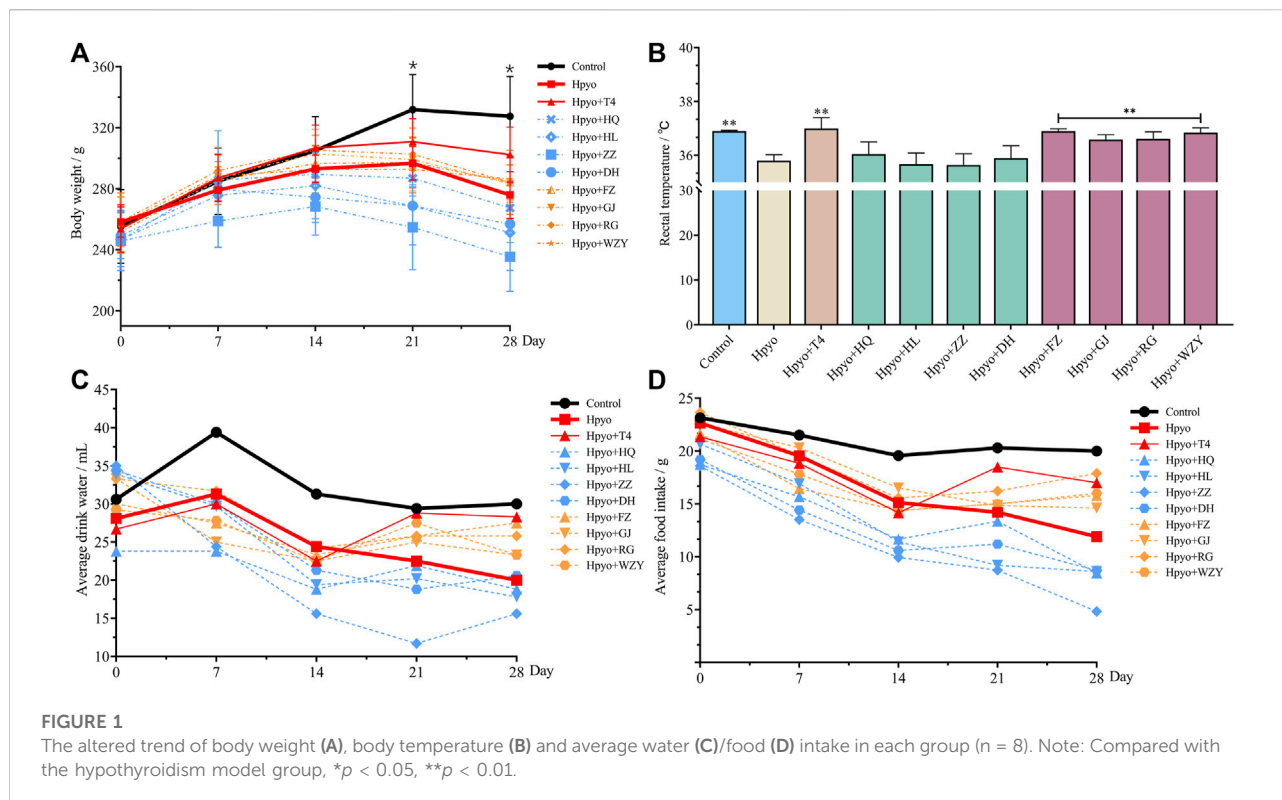 A
Body weight / g
360
320
280
240
200
0
7
14
21
28
Day
*
*
Control
Hpyo
Hpyo+T4
Hpyo+HQ
Hpyo+HL
Hpyo+ZZ
Hpyo+DH
Hpyo+FZ
Hpyo+GJ
Hpyo+RG
Hpyo+WZY
B
Rectal temperature / °C
40
38
36
30
20
10
0
**
**
**
Control
Hpyo
Hpyo+T4
Hpyo+HQ
Hpyo+HL
Hpyo+ZZ
Hpyo+DH
Hpyo+FZ
Hpyo+GJ
Hpyo+RG
Hpyo+WZY
C
Average drink water / mL
45
40
35
30
25
20
15
10
0
7
14
21
28
Day
Control
Hpyo
Hpyo+T4
Hpyo+HQ
Hpyo+HL
Hpyo+ZZ
Hpyo+DH
Hpyo+FZ
Hpyo+GJ
Hpyo+RG
Hpyo+WZY
D
Average food intake / g
25
20
15
10
5
0
7
14
21
28
Day
Control
Hpyo
Hpyo+T4
Hpyo+HQ
Hpyo+HL
Hpyo+ZZ
Hpyo+DH
Hpyo+FZ
Hpyo+GJ
Hpyo+RG
Hpyo+WZY
FIGURE 1
The altered trend of body weight (A), body temperature (B) and average water (C)/food (D) intake in each group (n = 8). Note: Compared with
the hypothyroidism model group, *p < 0.05, **p < 0.01.